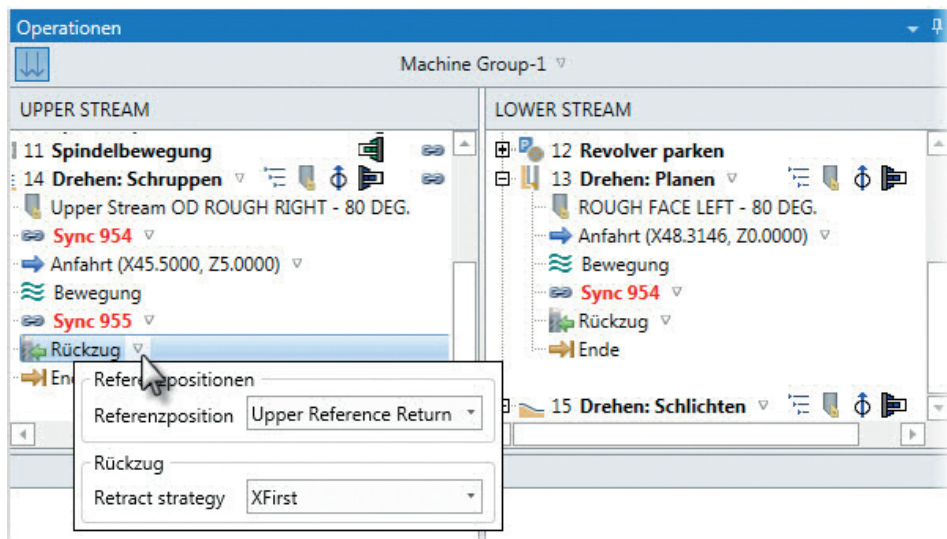 Operationen
Machine Group-1
UPPER STREAM
11 Spindelbewegung
14 Drehen: Schruppen
Upper Stream OD ROUGH RIGHT - 80 DEG.
Sync 954
Anfahrt (X45.5000, Z5.0000)
Bewegung
Sync 955
Rückzug
Referenzpositionen
Referenzposition Upper Reference Return
Rückzug
Retract strategy XFirst
LOWER STREAM
12 Revolver parken
13 Drehen: Planen
ROUGH FACE LEFT - 80 DEG.
Anfahrt (X48.3146, Z0.0000)
Bewegung
Sync 954
Rückzug
Ende
15 Drehen: Schlichten